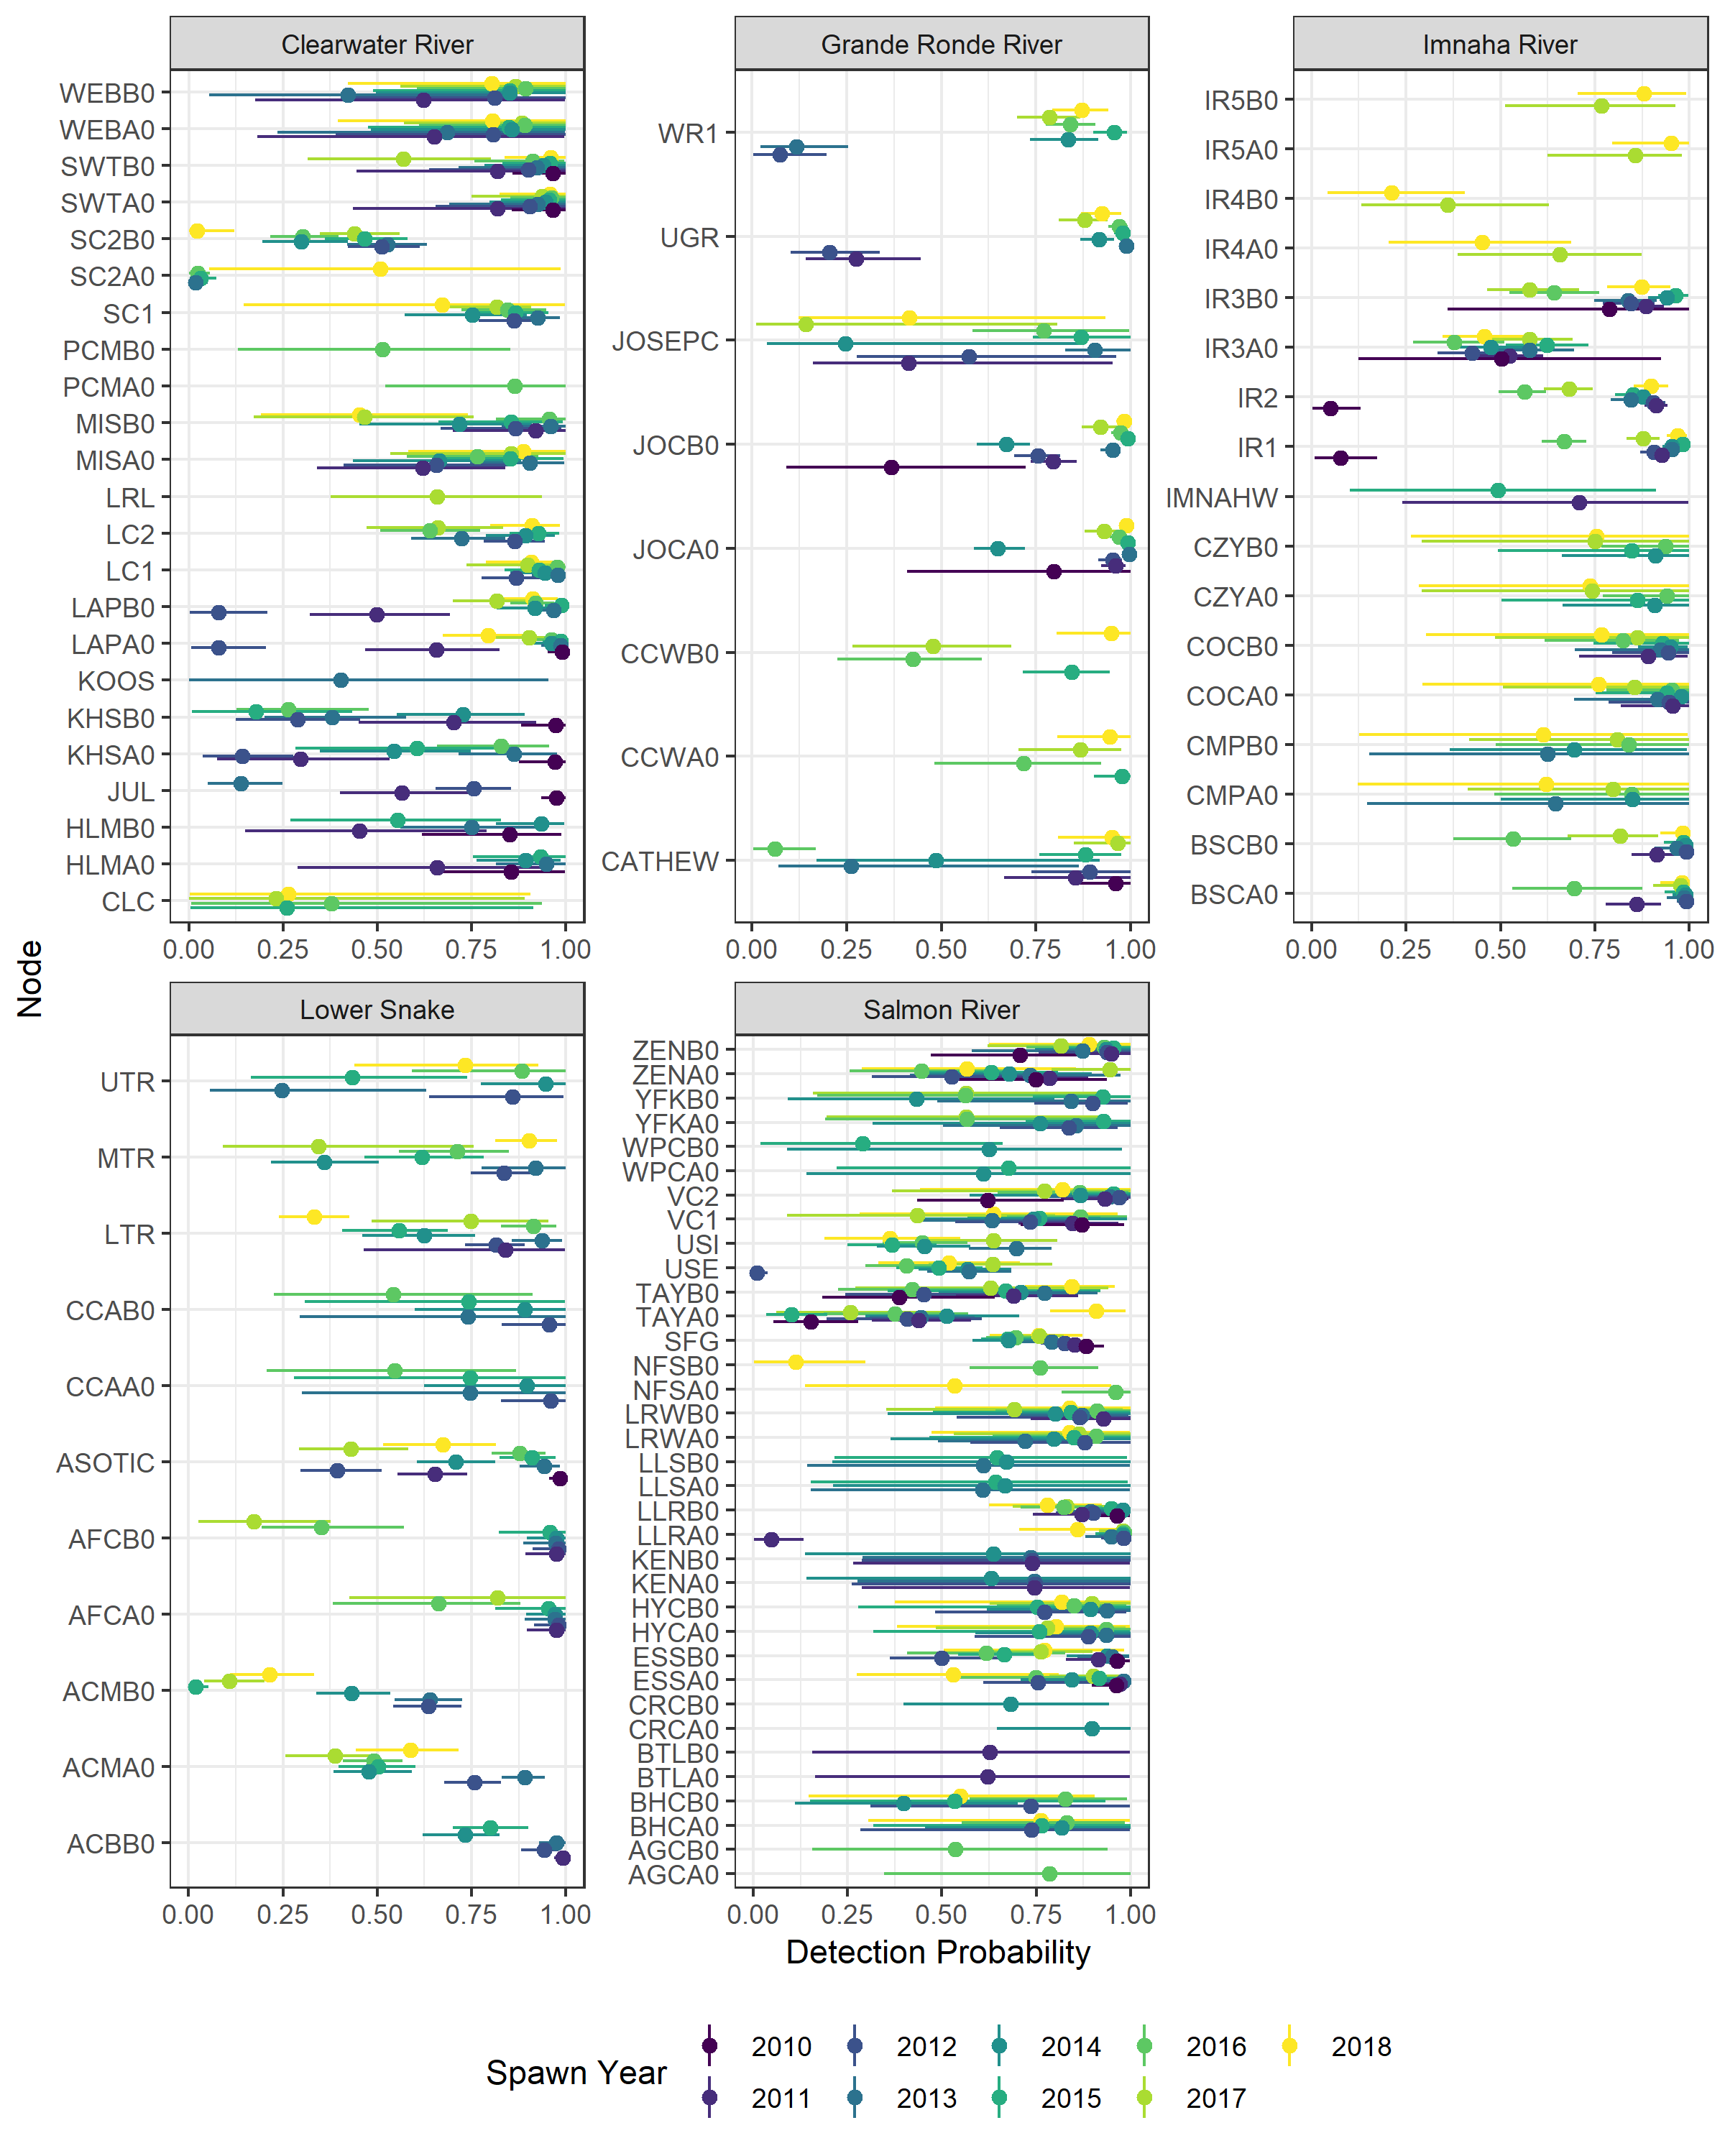 Clearwater River
Grande Ronde River
Imnaha River
WEBB0
WEBA0
SWTB0
SWTA0
SC2B0
SC2A0
SC1
PCMB0
PCMA0
MISB0
MISA0
LRL
LC2
LC1
LAPB0
LAPA0
KOOS
KHSB0
KHSA0
JUL
HLMB0
HLMA0
CLC
0.00 0.25 0.50 0.75 1.00
WR1
UGR
JOSEPC
JOCB0
JOCA0
CCWB0
CCWA0
CATHEW
0.00 0.25 0.50 0.75 1.00
IR5B0
IR5A0
IR4B0
IR4A0
IR3B0
IR3A0
IR2
IR1
IMNAHW
CZYB0
CZYA0
COCB0
COCA0
CMPB0
CMPA0
BSCB0
BSCA0
0.00 0.25 0.50 0.75 1.00
Node
Lower Snake
Salmon River
UTR
MTR
LTR
CCAB0
CCAA0
ASOTIC
AFCB0
AFCA0
ACMB0
ACMA0
ACBB0
0.00 0.25 0.50 0.75 1.00
ZENB0
ZENA0
YFKB0
YFKA0
WPCB0
WPCA0
VC2
VC1
USI
USE
TAYB0
TAYA0
SFG
NFSB0
NFSA0
LRWB0
LRWA0
LLSB0
LLSA0
LLRB0
LLRA0
KENB0
KENA0
HYCB0
HYCA0
ESSB0
ESSA0
CRCB0
CRCA0
BTLB0
BTLA0
BHCB0
BHCA0
AGCB0
AGCA0
0.00 0.25 0.50 0.75 1.00
Detection Probability
Spawn Year
2010 2012 2014 2016 2018
2011 2013 2015 2017